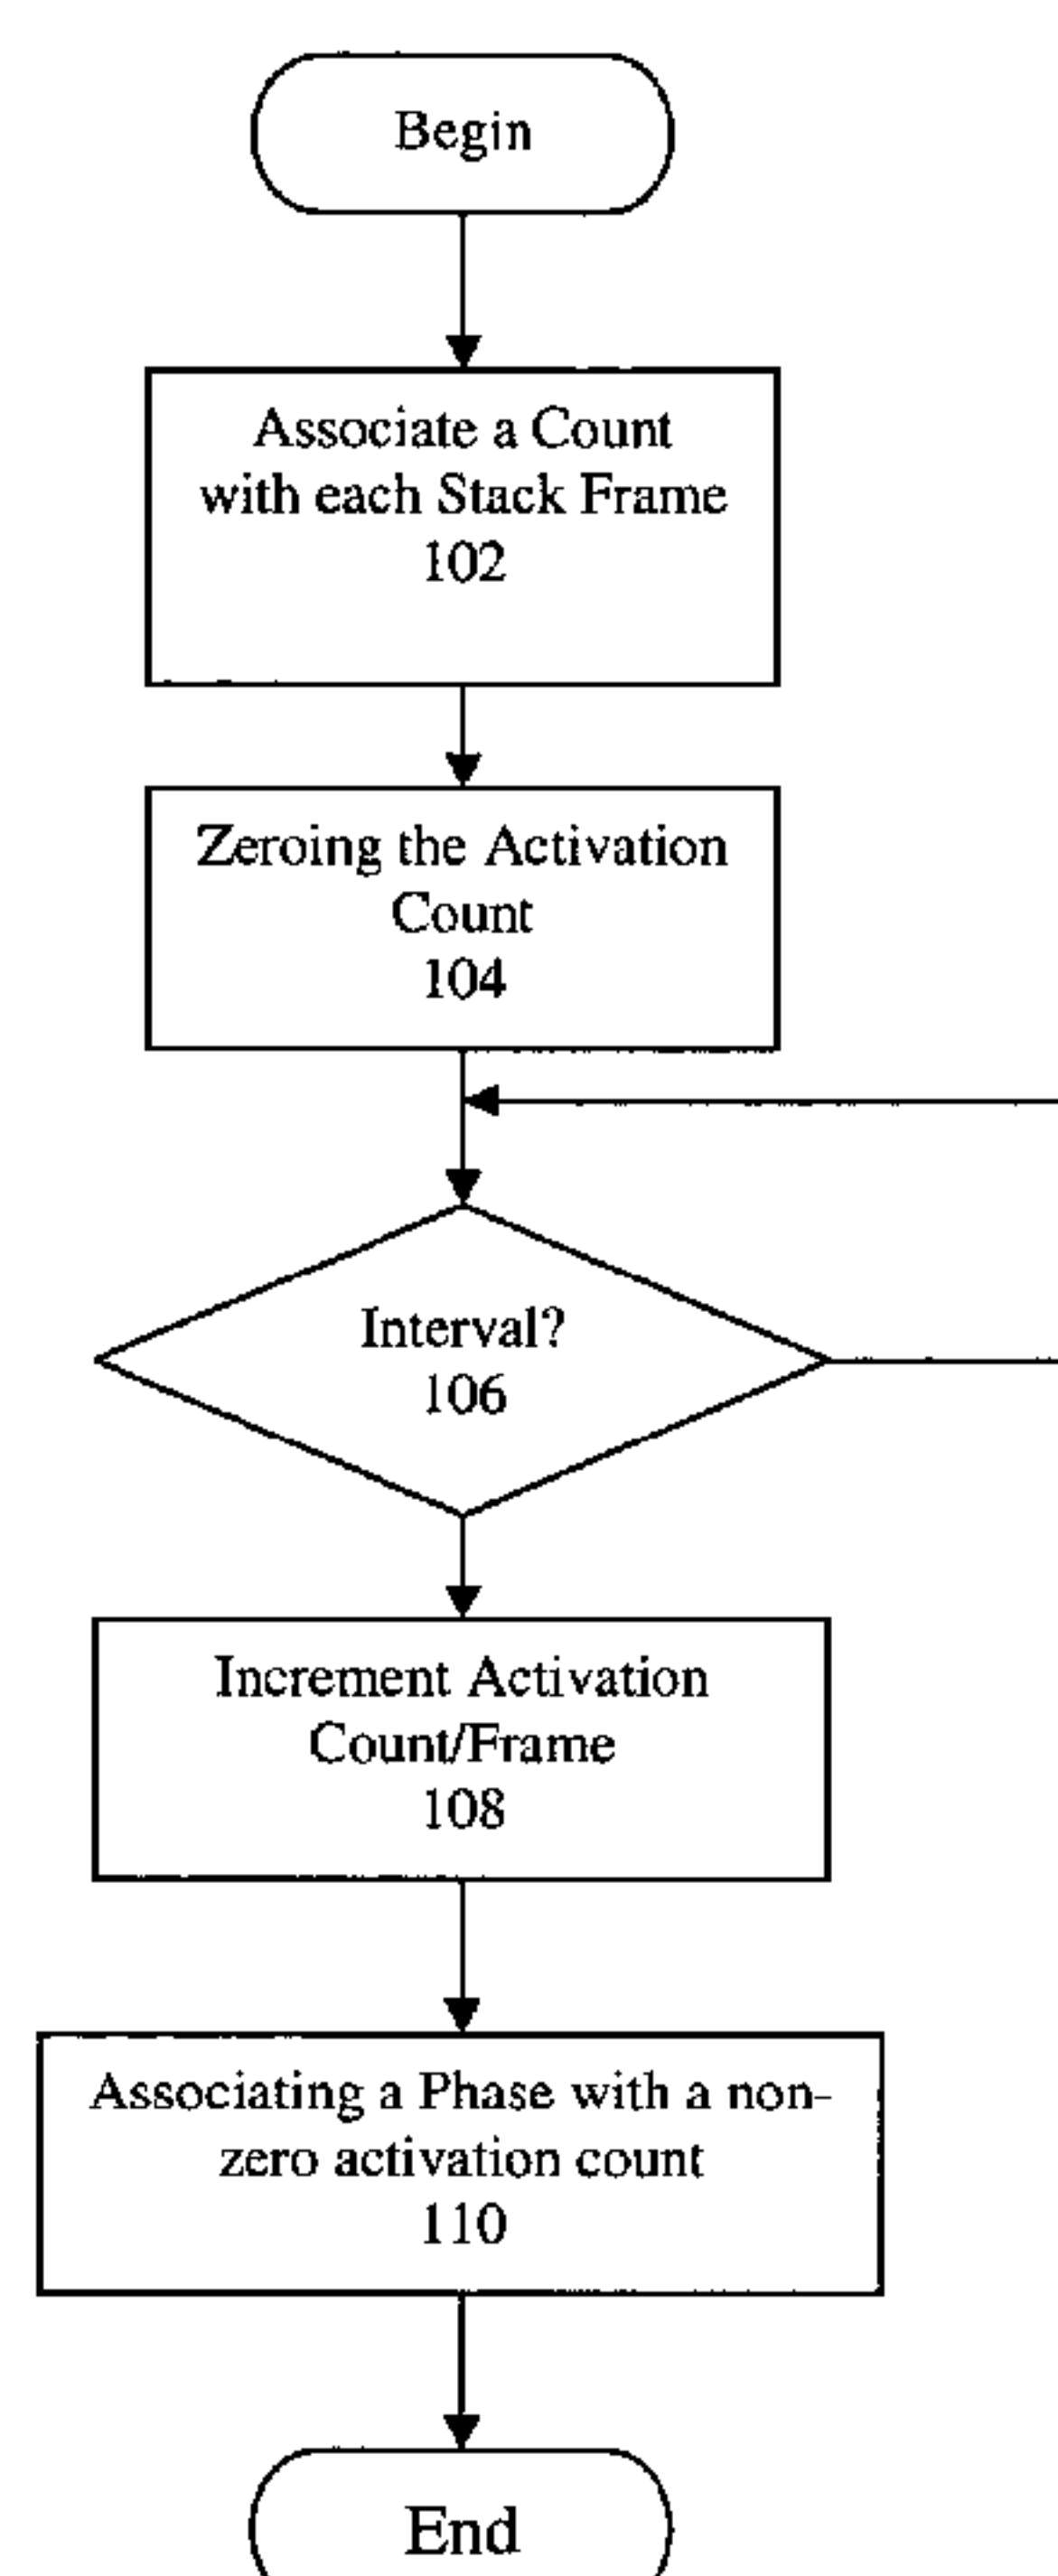 Begin
Associate a Count
with each Stack Frame
102
Zeroing the Activation
Count
104
Interval?
106
Increment Activation
Count/Frame
108
Associating a Phase with a non-
zero activation count
110
End